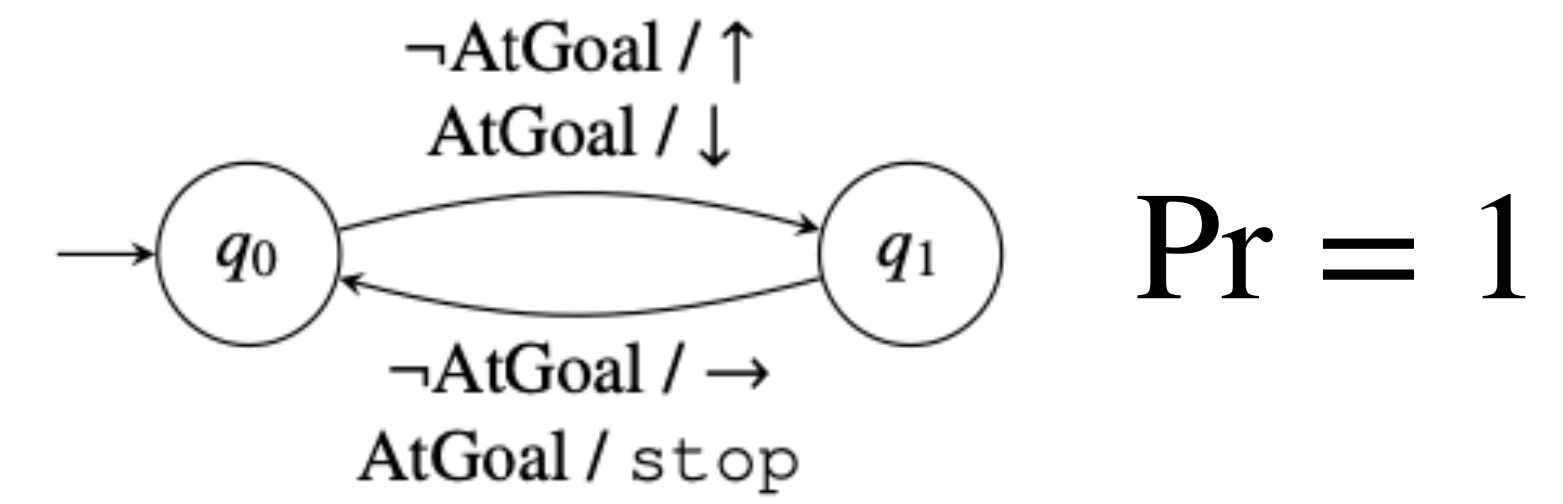 ¬AtGoal / ↑
AtGoal / ↓
q₀
q₁
Pr = 1
¬AtGoal / →
AtGoal / stop